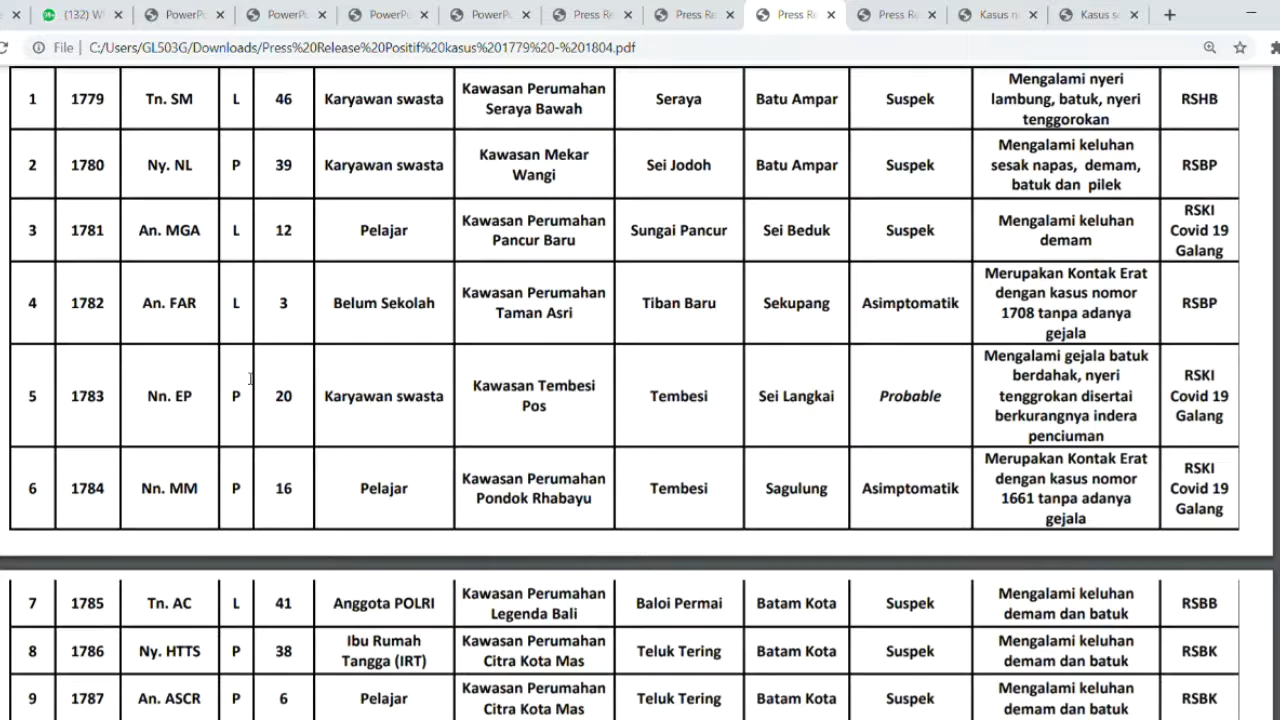 (132) W
PowerPo
PowerPo
PowerPo
PowerPo
Press Re
Press Re
Press Re
Press Re
Kasus n
Kasus se
File | C:/Users/GL503G/Downloads/Press%20Release%20Positif%20kasus%201779%20-%201804.pdf
1 1779 Tn. SM L 46 Karyawan swasta Kawasan Perumahan Seraya Bawah Seraya Batu Ampar Suspek Mengalami nyeri lambung, batuk, nyeri tenggorokan RSHB
2 1780 Ny. NL P 39 Karyawan swasta Kawasan Mekar Wangi Sei Jodoh Batu Ampar Suspek Mengalami keluhan sesak napas, demam, batuk dan pilek RSBP
3 1781 An. MGA L 12 Pelajar Kawasan Perumahan Pancur Baru Sungai Pancur Sei Beduk Suspek Mengalami keluhan demam RSKI Covid 19 Galang
4 1782 An. FAR L 3 Belum Sekolah Kawasan Perumahan Taman Asri Tiban Baru Sekupang Asimptomatik Merupakan Kontak Erat dengan kasus nomor 1708 tanpa adanya gejala RSBP
5 1783 Nn. EP P 20 Karyawan swasta Kawasan Tembesi Pos Tembesi Sei Langkai Probable Mengalami gejala batuk berdahak, nyeri tenggrokan disertai berkurangnya indera penciuman RSKI Covid 19 Galang
6 1784 Nn. MM P 16 Pelajar Kawasan Perumahan Pondok Rhabayu Tembesi Sagulung Asimptomatik Merupakan Kontak Erat dengan kasus nomor 1661 tanpa adanya gejala RSKI Covid 19 Galang
7 1785 Tn. AC L 41 Anggota POLRI Kawasan Perumahan Legenda Bali Baloi Permai Batam Kota Suspek Mengalami keluhan demam dan batuk RSBB
8 1786 Ny. HTTS P 38 Ibu Rumah Tangga (IRT) Kawasan Perumahan Citra Kota Mas Teluk Tering Batam Kota Suspek Mengalami keluhan demam dan batuk RSBK
9 1787 An. ASCR P 6 Pelajar Kawasan Perumahan Citra Kota Mas Teluk Tering Batam Kota Suspek Mengalami keluhan demam dan batuk RSBK